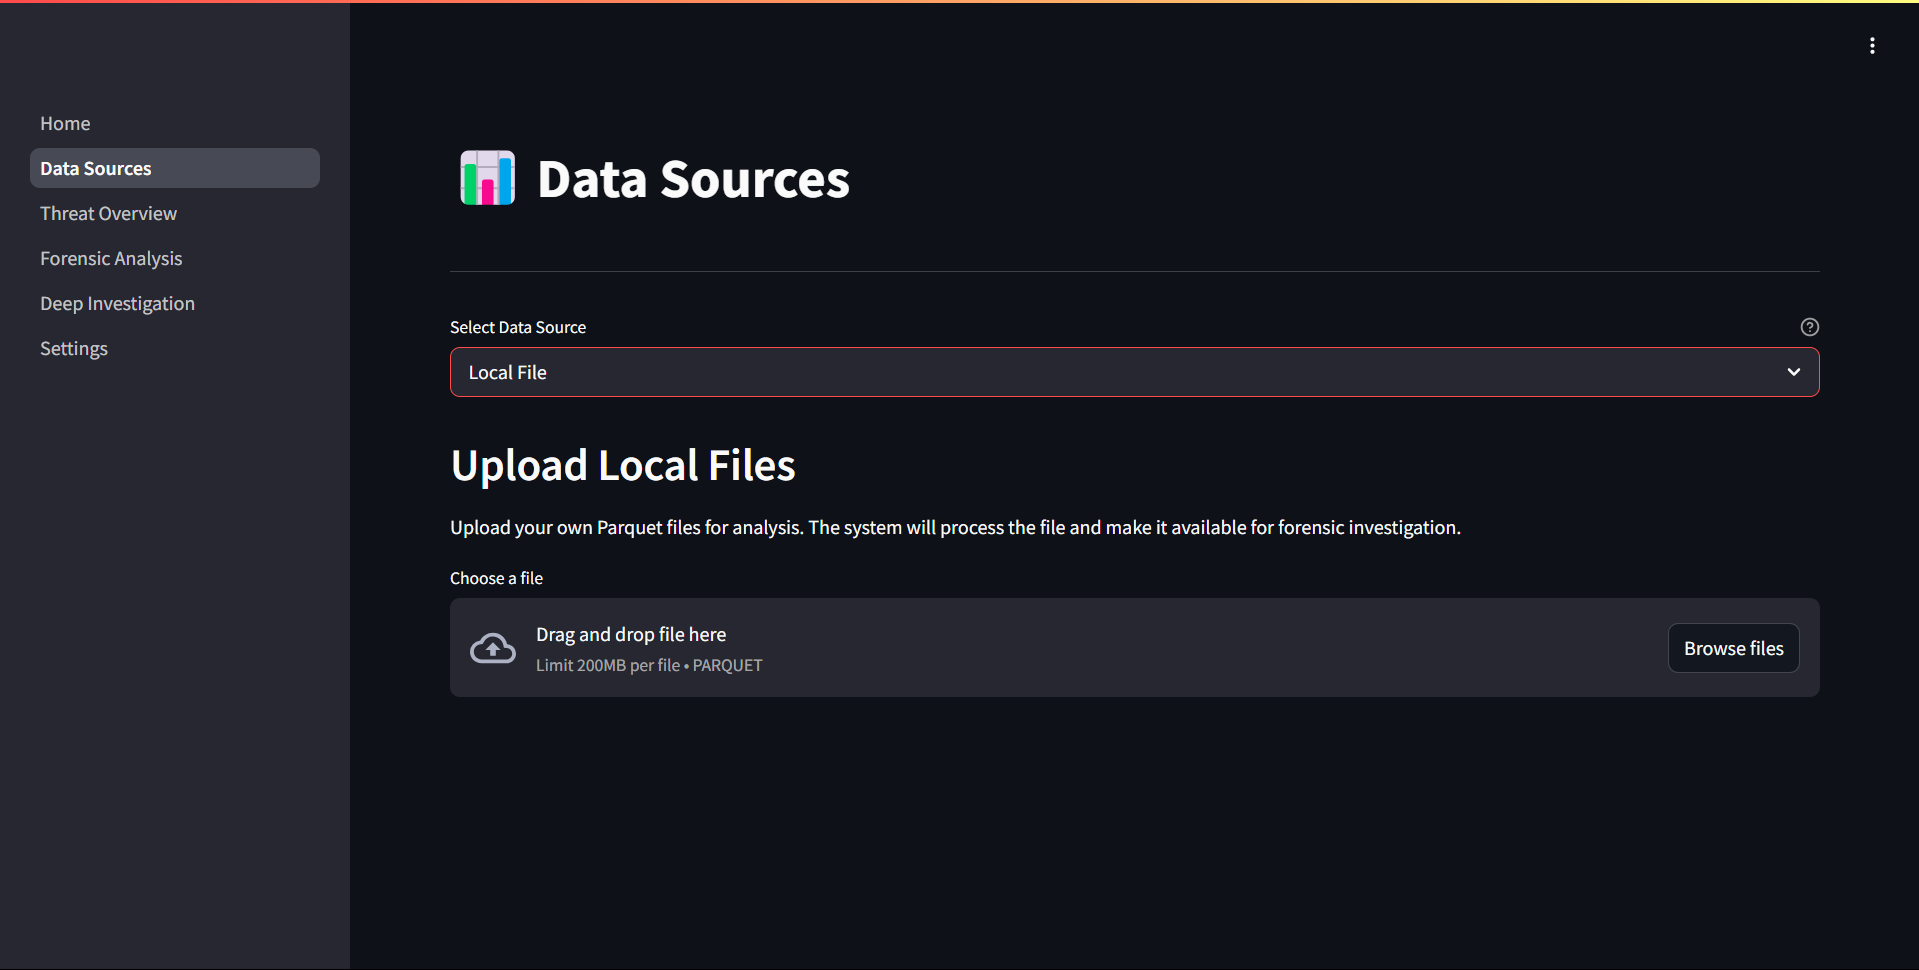 Home
Data Sources
Threat Overview
Forensic Analysis
Deep Investigation
Settings
Data Sources
Select Data Source
Local File
Upload Local Files
Upload your own Parquet files for analysis. The system will process the file and make it available for forensic investigation.
Choose a file
Drag and drop file here
Limit 200MB per file • PARQUET
Browse files